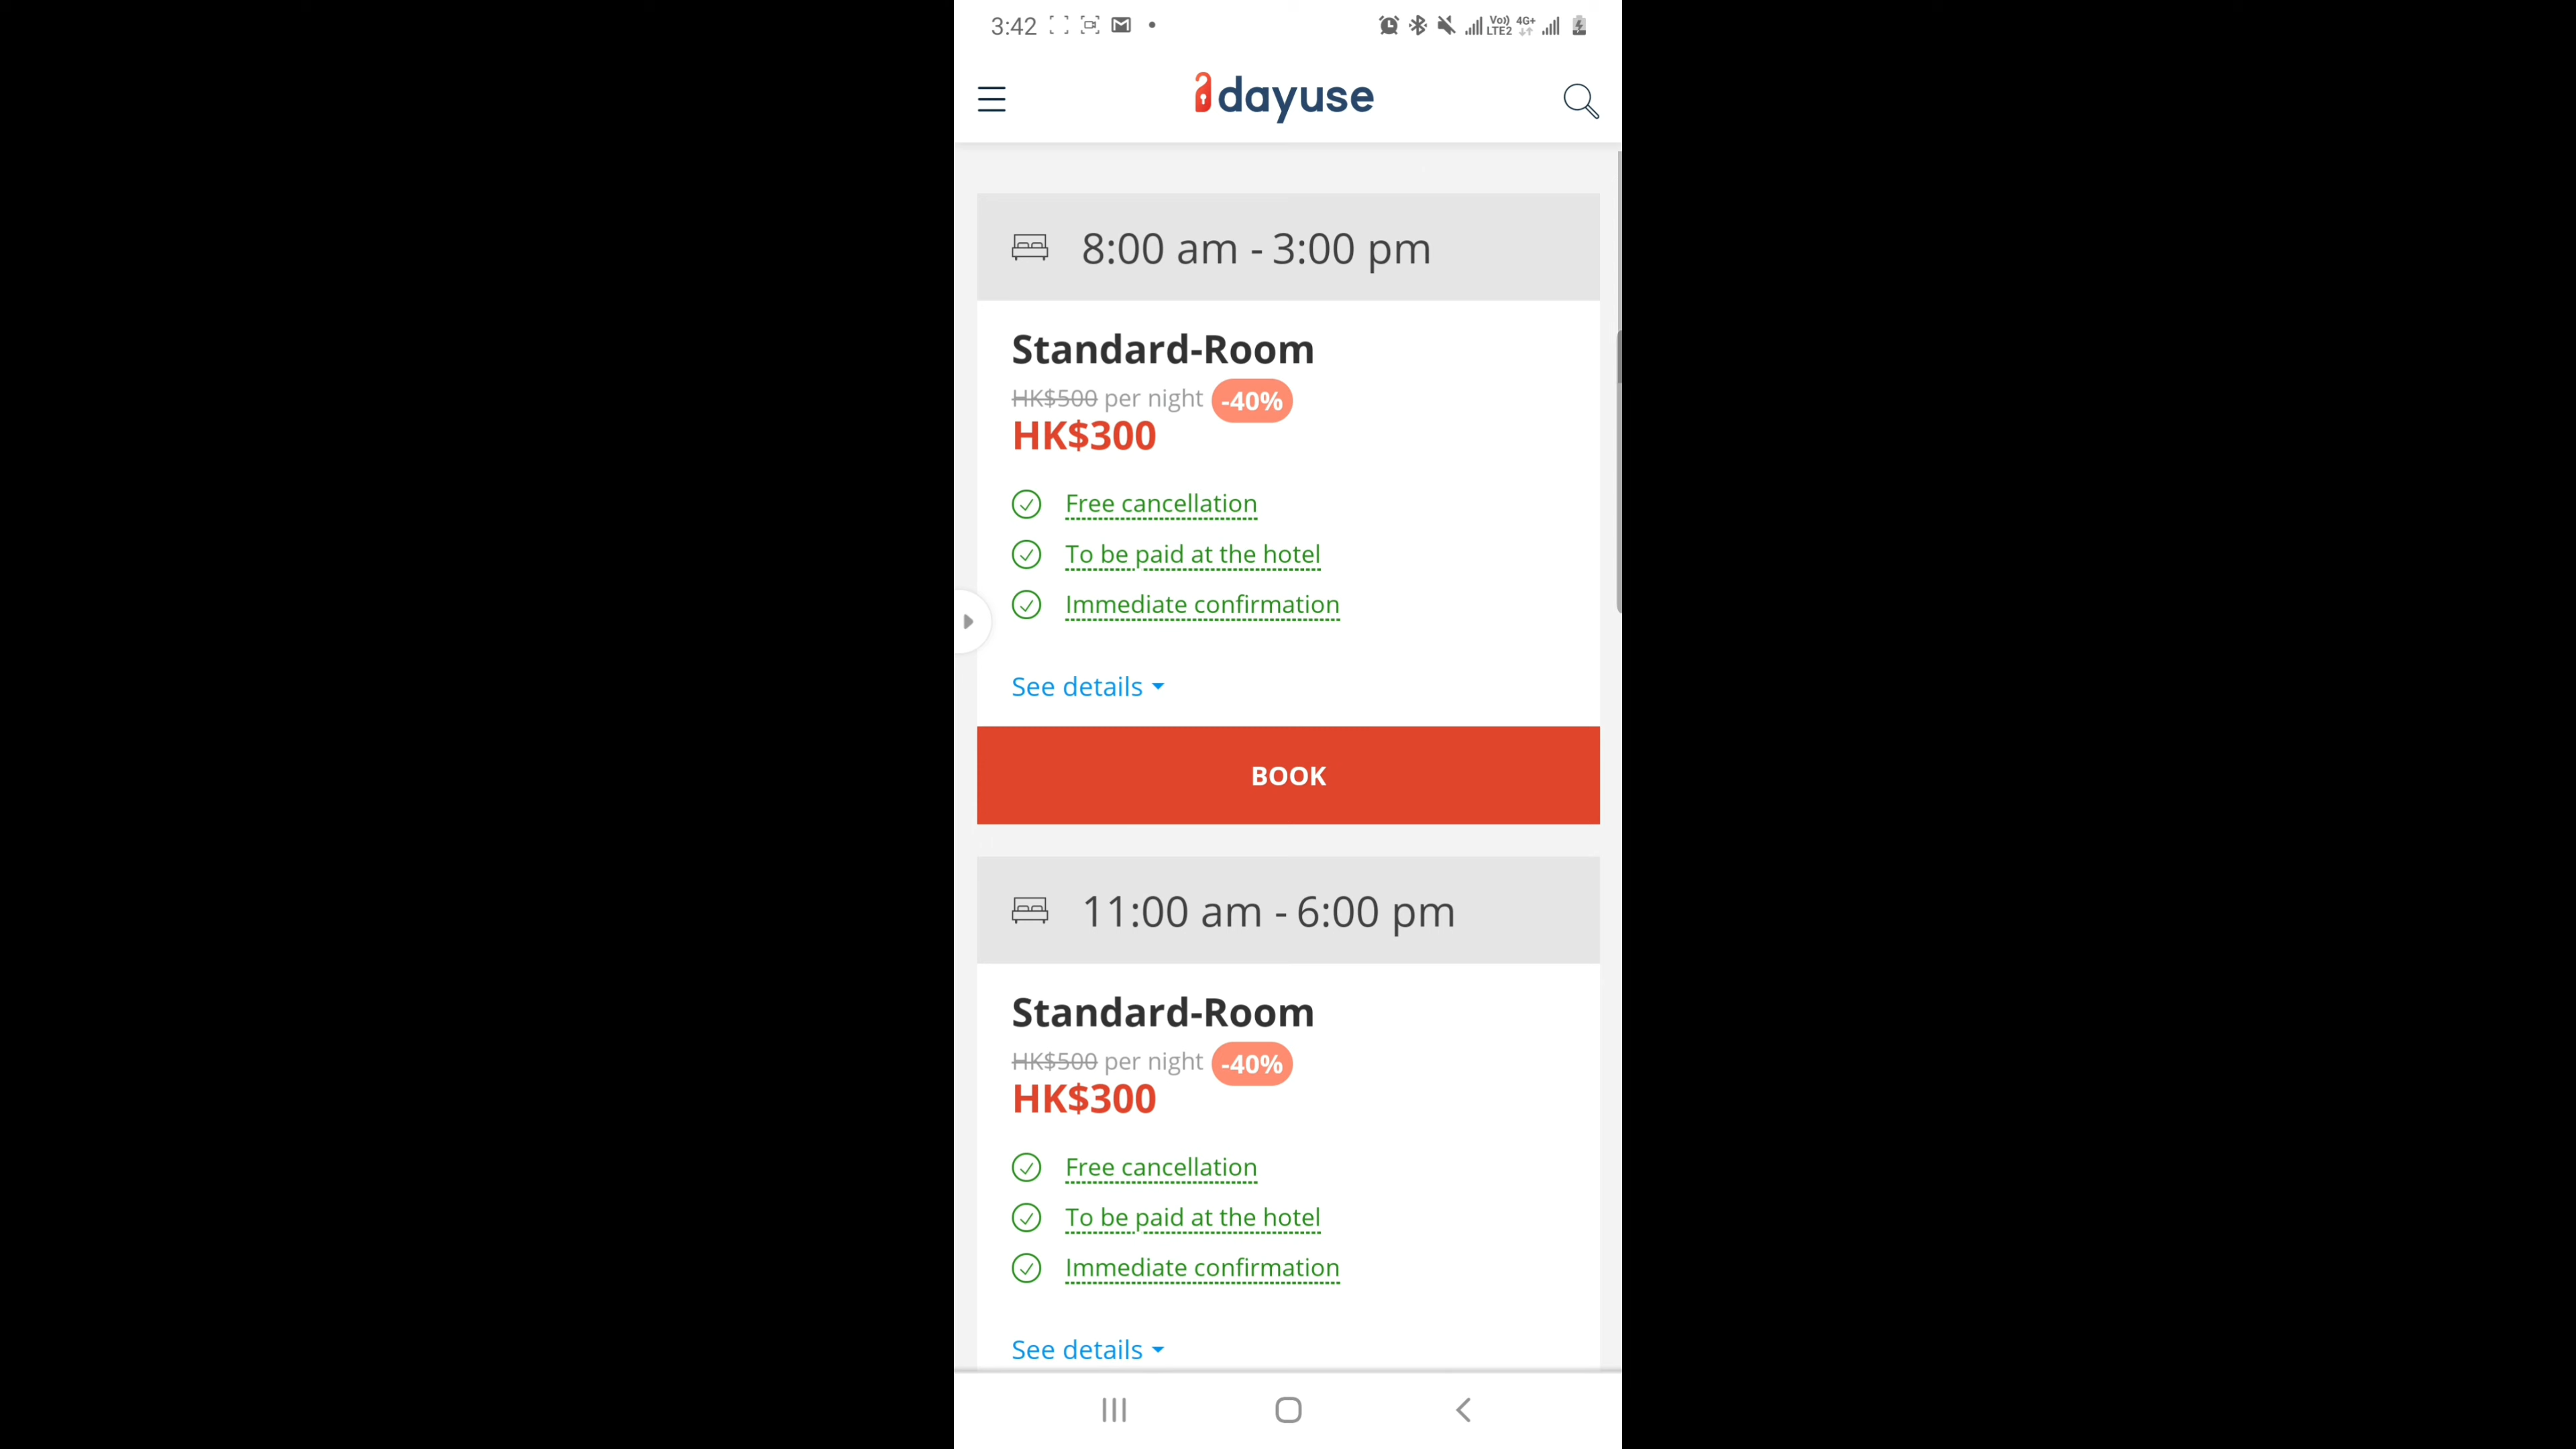 3:42
Vo)) LTE2 4G+
dayuse
8:00 am - 3:00 pm
Standard-Room
HK$500 per night -40%
HK$300
Free cancellation
To be paid at the hotel
Immediate confirmation
See details
BOOK
11:00 am - 6:00 pm
Standard-Room
HK$500 per night -40%
HK$300
Free cancellation
To be paid at the hotel
Immediate confirmation
See details